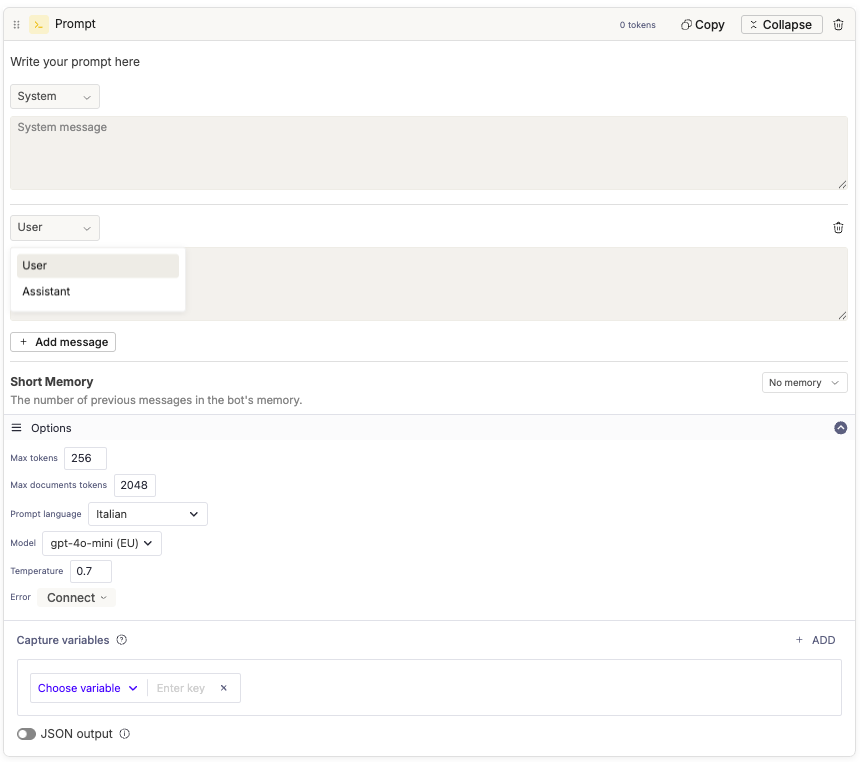 Prompt
0 tokens
Copy
Collapse
Write your prompt here
System
System message
User
User
Assistant
+ Add message
Short Memory
No memory
The number of previous messages in the bot's memory.
Options
Max tokens 256
Max documents tokens 2048
Prompt language Italian
Model gpt-4o-mini (EU)
Temperature 0.7
Error Connect
Capture variables
+ ADD
Choose variable Enter key
JSON output